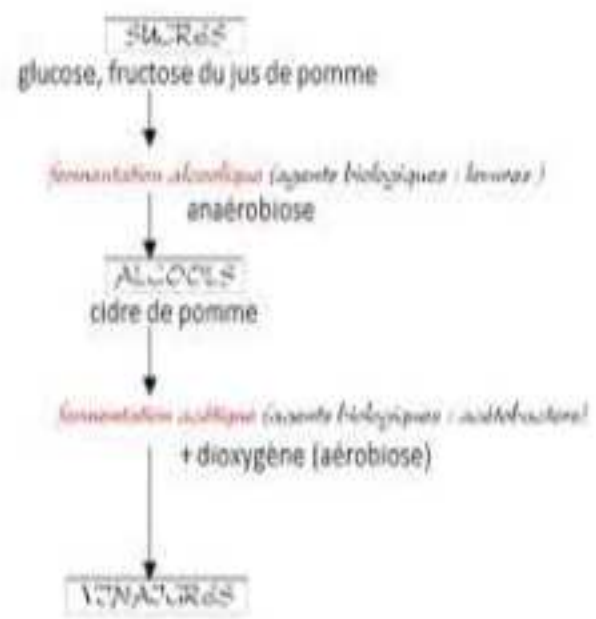 SUCRES
glucose, fructose du jus de pomme
fermentation alcoolique (agents biologiques : levures )
anaérobiose
ALCOOLS
cidre de pomme
fermentation acétique (agents biologiques : acétobacters)
+ dioxygène (aérobiose)
VINAIGRES